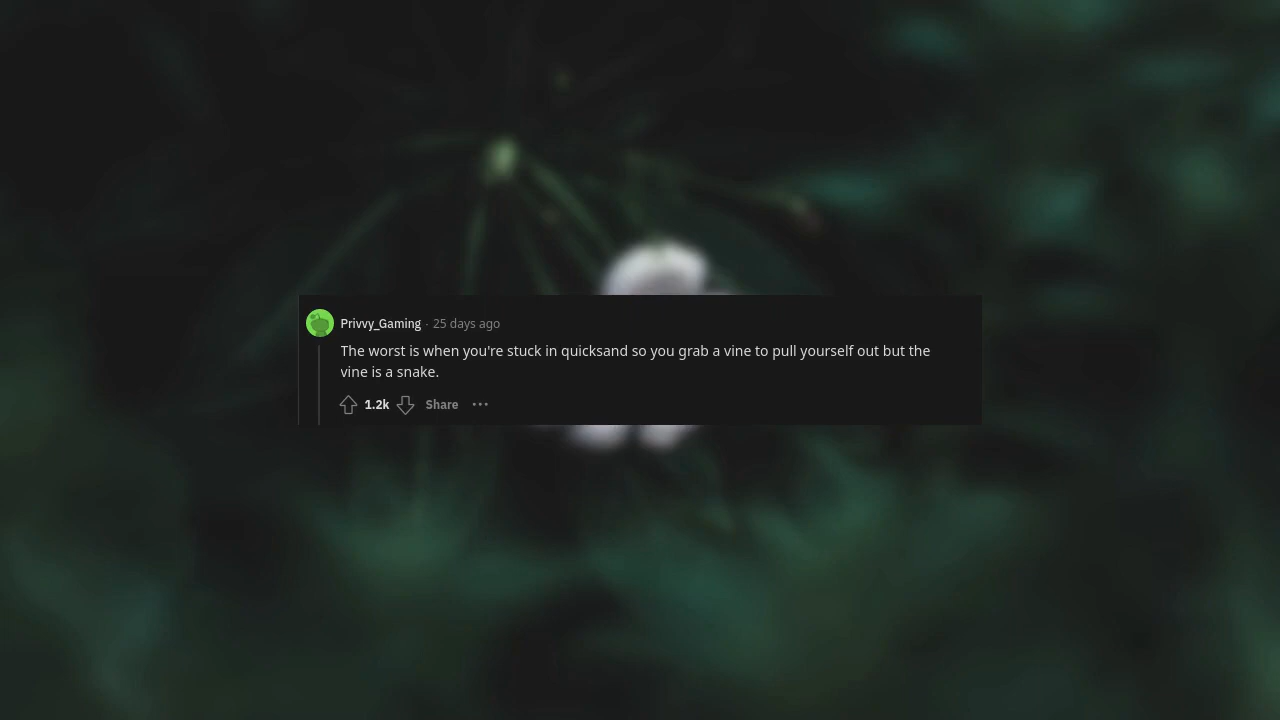 Privvy_Gaming · 25 days ago
The worst is when you're stuck in quicksand so you grab a vine to pull yourself out but the
vine is a snake.
1.2k Share ···